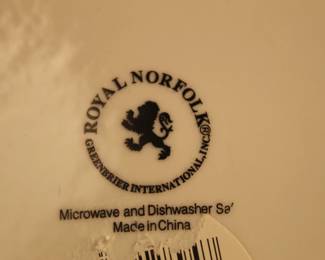 ROYAL NORFOLK
GREENBRIER INTERNATIONAL, INC®
Microwave and Dishwasher Sa
Made in China